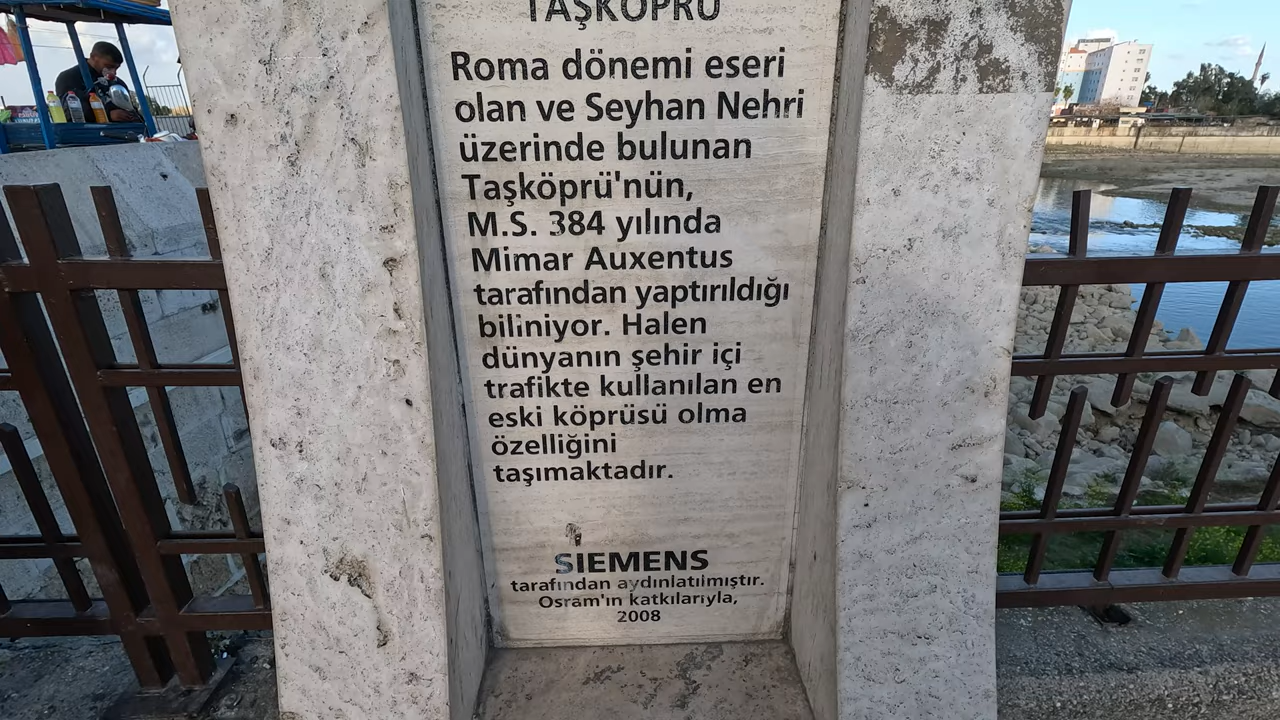 TAŞKÖPRÜ
Roma dönemi eseri
olan ve Seyhan Nehri
üzerinde bulunan
Taşköprü'nün,
M.S. 384 yılında
Mimar Auxentus
tarafından yaptırıldığı
biliniyor. Halen
dünyanın şehir içi
trafikte kullanılan en
eski köprüsü olma
özelliğini
taşımaktadır.
SIEMENS
tarafından aydınlatılmıştır.
Osram'ın katkılarıyla,
2008